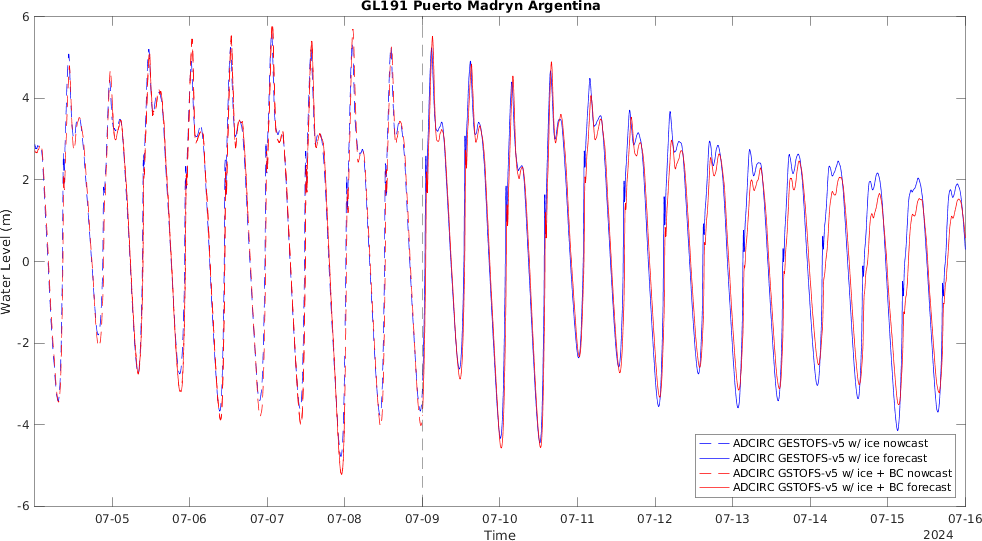 GL191 Puerto Madryn Argentina
6
4
2
0
-2
-4
-6
Water Level (m)
ADCIRC GESTOFS-v5 w/ ice nowcast
ADCIRC GESTOFS-v5 w/ ice forecast
ADCIRC GSTOFS-v5 w/ ice + BC nowcast
ADCIRC GSTOFS-v5 w/ ice + BC forecast
07-05 07-06 07-07 07-08 07-09 07-10 07-11 07-12 07-13 07-14 07-15 07-16
Time
2024